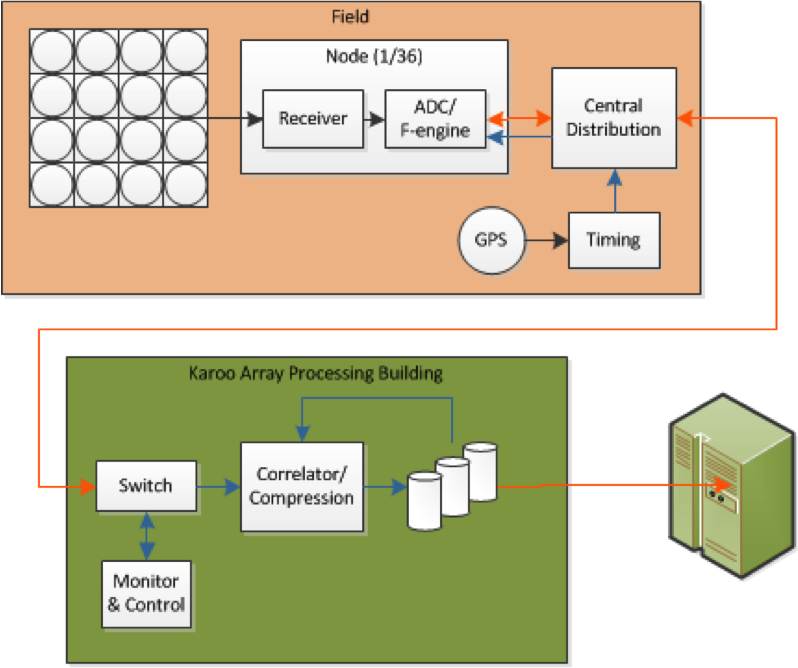 Field
Node (1/36)
Receiver
ADC/
F-engine
Central
Distribution
GPS
Timing
Karoo Array Processing Building
Switch
Correlator/
Compression
Monitor
& Control